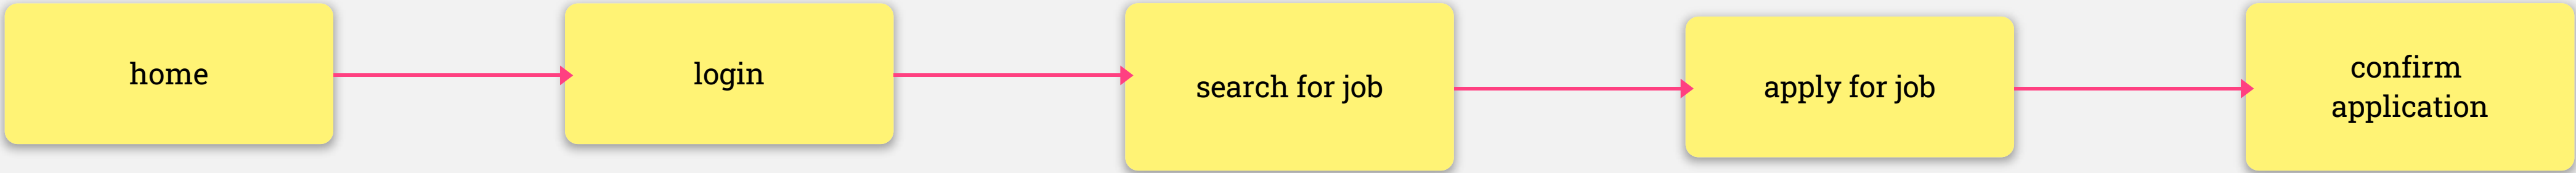 home
login
search for job
apply for job
confirm
application